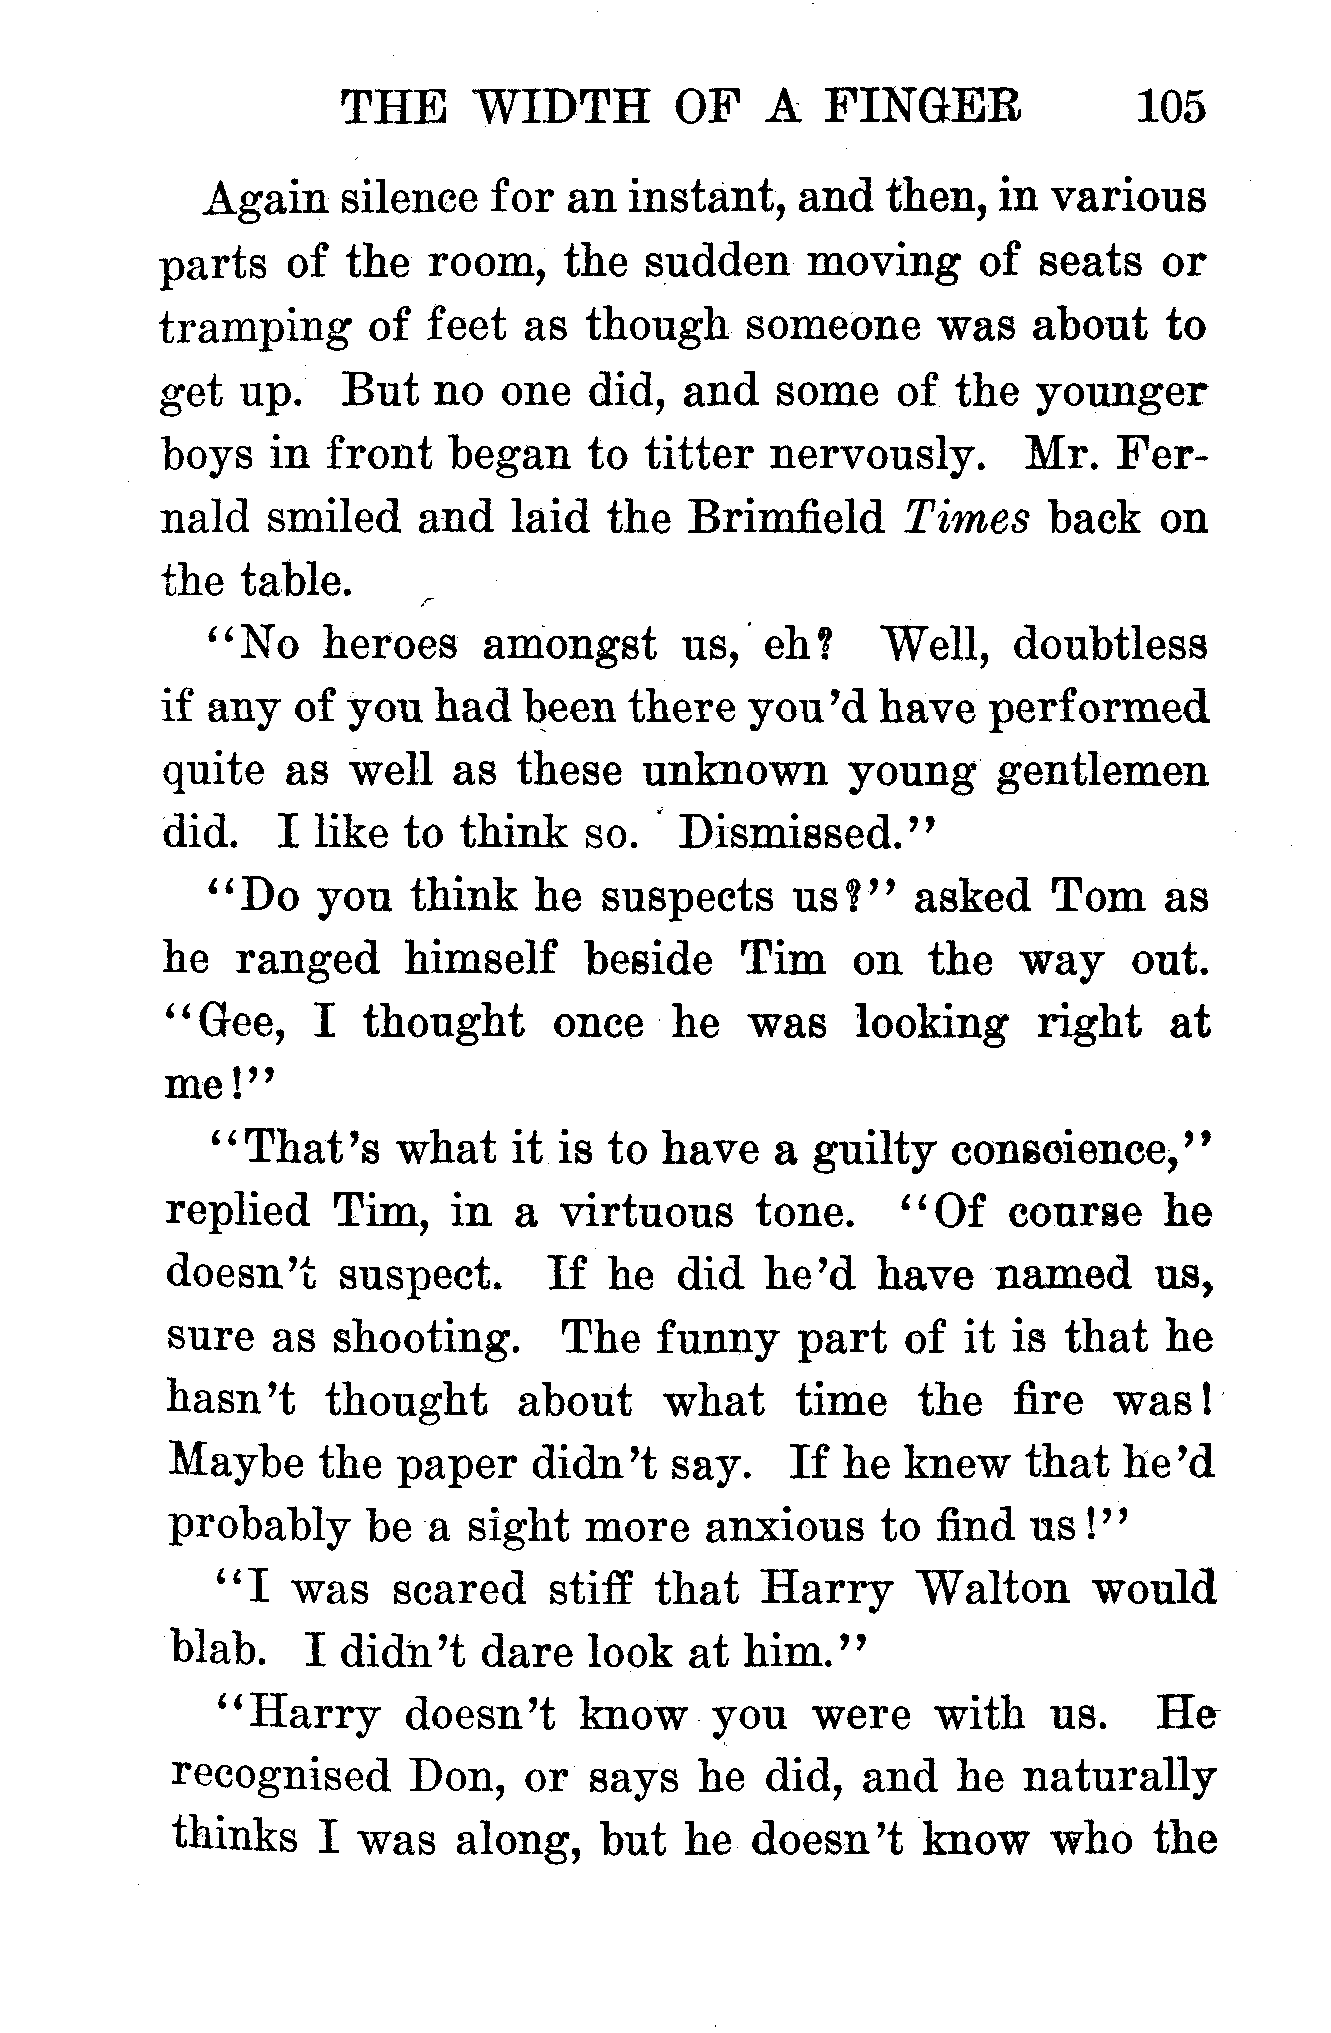 THE WIDTH OF A FINGER 105
Again silence for an instant, and then, in various
parts of the room, the sudden moving of seats or
tramping of feet as though someone was about to
get up. But no one did, and some of the younger
boys in front began to titter nervously. Mr. Fer-
nald smiled and laid the Brimfield Times back on
the table.
“No heroes amongst us, eh? Well, doubtless
if any of you had been there you’d have performed
quite as well as these unknown young gentlemen
did. I like to think so. Dismissed.”
“Do you think he suspects us?” asked Tom as
he ranged himself beside Tim on the way out.
“Gee, I thought once he was looking right at
me!”
“That’s what it is to have a guilty conscience,”
replied Tim, in a virtuous tone. “Of course he
doesn’t suspect. If he did he’d have named us,
sure as shooting. The funny part of it is that he
hasn’t thought about what time the fire was!
Maybe the paper didn’t say. If he knew that he’d
probably be a sight more anxious to find us!”
“I was scared stiff that Harry Walton would
blab. I didn’t dare look at him.”
“Harry doesn’t know you were with us. He
recognised Don, or says he did, and he naturally
thinks I was along, but he doesn’t know who the